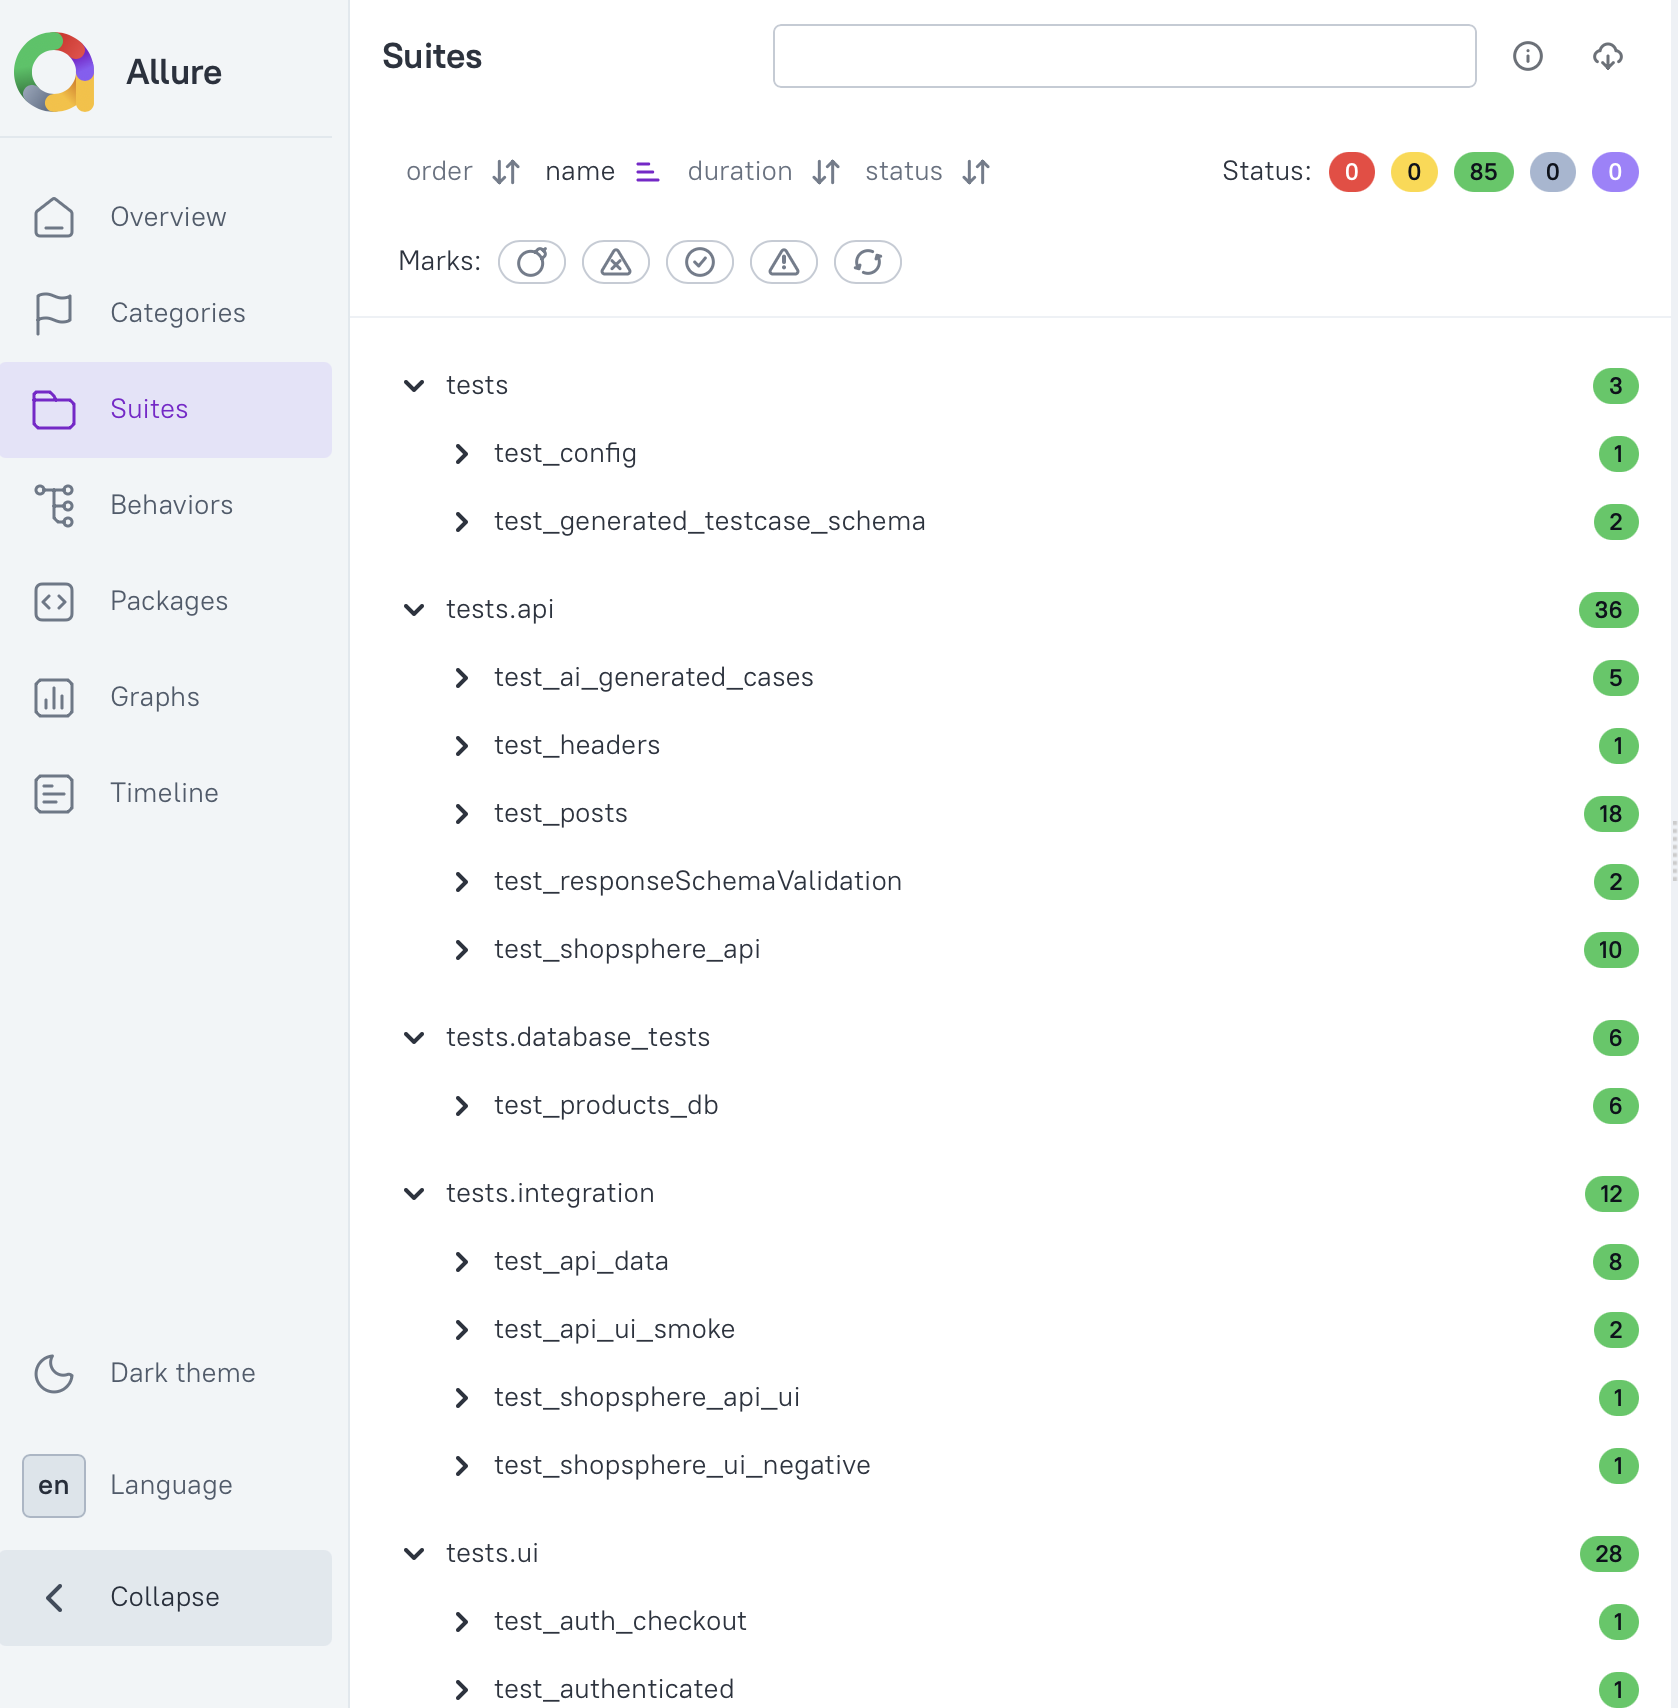 Allure
Overview
Categories
Suites
Behaviors
Packages
Graphs
Timeline
Dark theme
en Language
Collapse
Suites
order name duration status
Status: 0 0 85 0 0
Marks:
tests 3
test_config 1
test_generated_testcase_schema 2
tests.api 36
test_ai_generated_cases 5
test_headers 1
test_posts 18
test_responseSchemaValidation 2
test_shopsphere_api 10
tests.database_tests 6
test_products_db 6
tests.integration 12
test_api_data 8
test_api_ui_smoke 2
test_shopsphere_api_ui 1
test_shopsphere_ui_negative 1
tests.ui 28
test_auth_checkout 1
test_authenticated 1